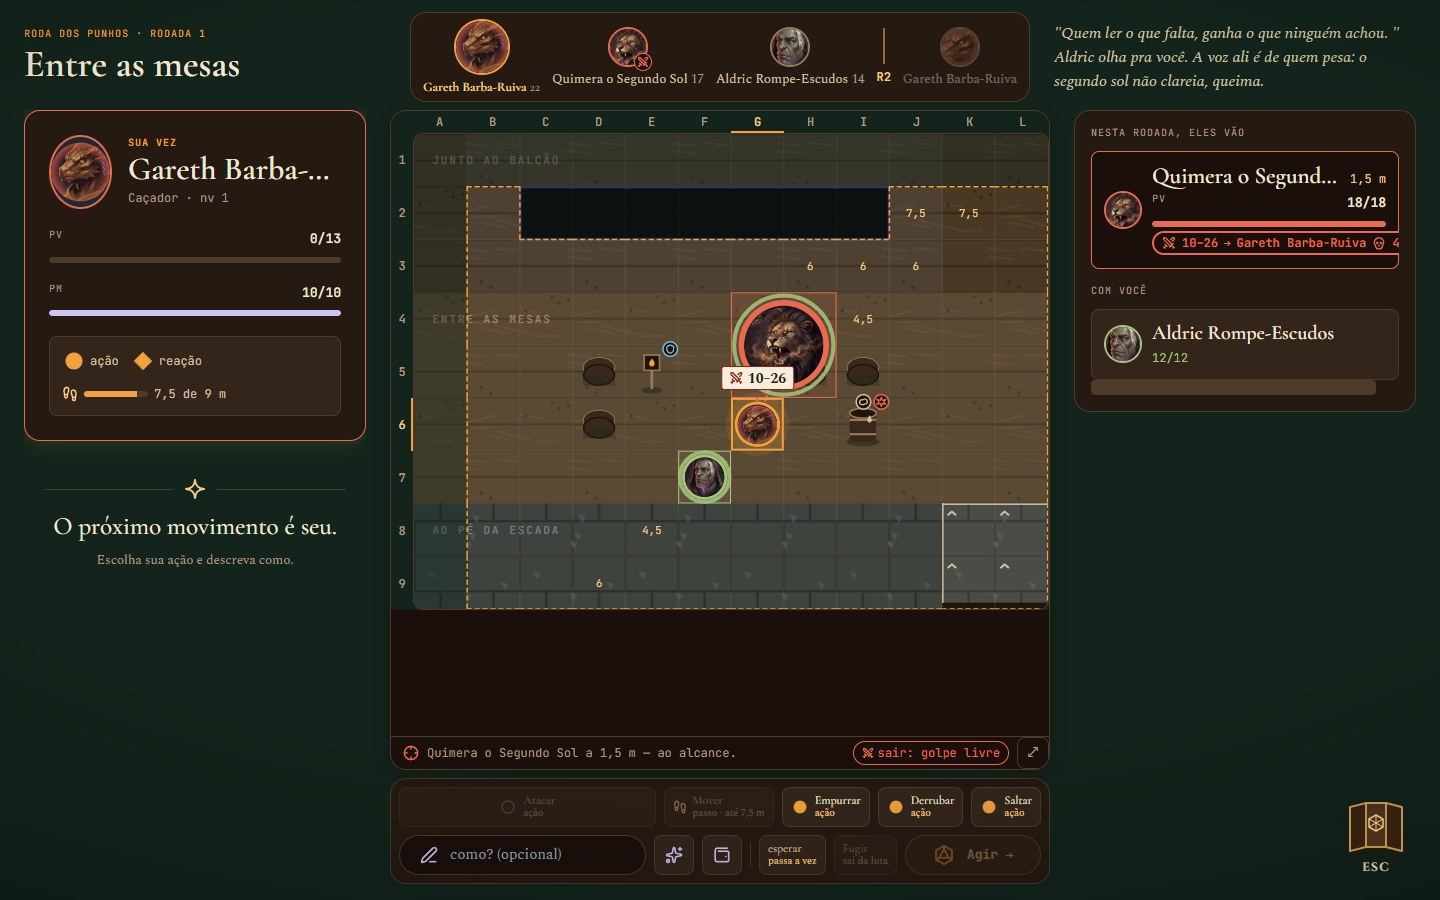 RODA DOS PUNHOS · RODADA 1
Entre as mesas
Gareth Barba-Ruiva 22
Quimera o Segundo Sol 17
Aldric Rompe-Escudos 14
R2
Gareth Barba-Ruiva
"Quem ler o que falta, ganha o que ninguém achou. "
Aldric olha pra você. A voz ali é de quem pesa: o
segundo sol não clareia, queima.
SUA VEZ
Gareth Barba-...
Caçador · nv 1
PV
0/13
PM
10/10
ação
reação
7,5 de 9 m
O próximo movimento é seu.
Escolha sua ação e descreva como.
A B C D E F G H I J K L
1
JUNTO AO BALCÃO
2
7,5
7,5
3
6
6
6
4
ENTRE AS MESAS
4,5
5
10–26
6
7
8
AO PÉ DA ESCADA
4,5
9
6
Quimera o Segundo Sol a 1,5 m — ao alcance.
sair: golpe livre
Atacar
ação
Mover
passo · até 7,5 m
Empurrar
ação
Derrubar
ação
Saltar
ação
como? (opcional)
esperar
passa a vez
Fugir
sai da luta
Agir →
NESTA RODADA, ELES VÃO
Quimera o Segund...
1,5 m
PV
18/18
10–26 → Gareth Barba-Ruiva 4
COM VOCÊ
Aldric Rompe-Escudos
12/12
ESC